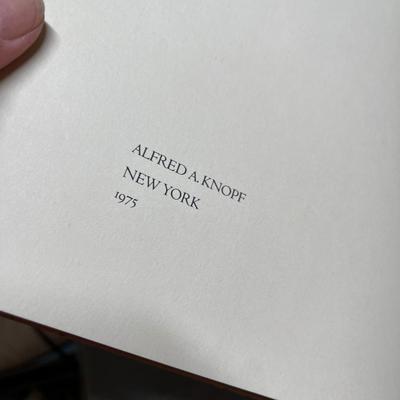 ALFRED A. KNOPF
NEW YORK
1975